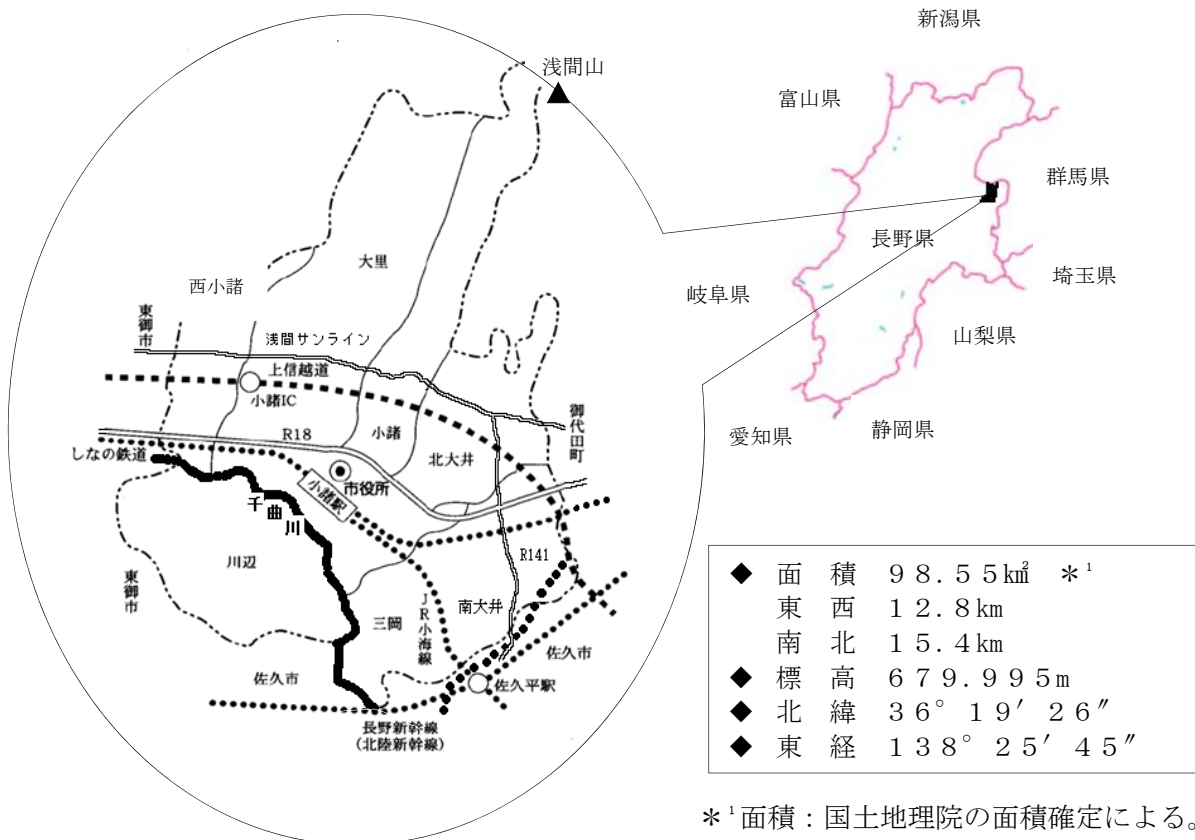 新潟県
浅間山
富山県
群馬県
長野県
岐阜県
埼玉県
山梨県
愛知県
静岡県
大里
西小諸
東御市
浅間サンライン
上信越道
小諸IC
R18
小諸
北大井
御代田町
しなの鉄道
市役所
小諸駅
千曲川
川辺
東御市
R141
南大井
三岡
JR小海線
佐久市
佐久市
佐久平駅
長野新幹線
(北陸新幹線)
◆ 面積 98.55k㎡ *¹
東西 12.8km
南北 15.4km
◆ 標高 679.995m
◆ 北緯 36°19′26″
◆ 東経 138°25′45″
*¹面積:国土地理院の面積確定による。